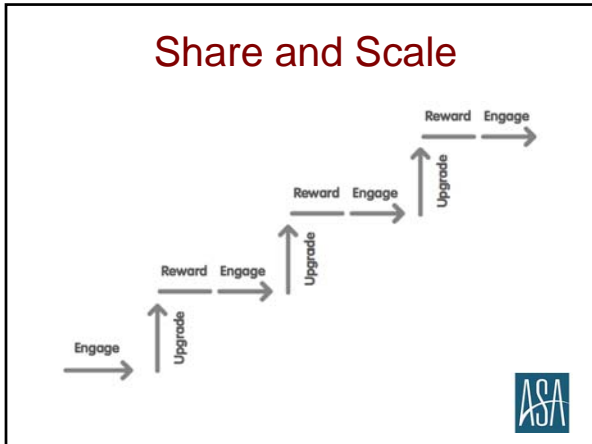 Share and Scale
Reward Engage
Upgrade
Reward Engage
Upgrade
Reward Engage
Upgrade
Engage
ASA